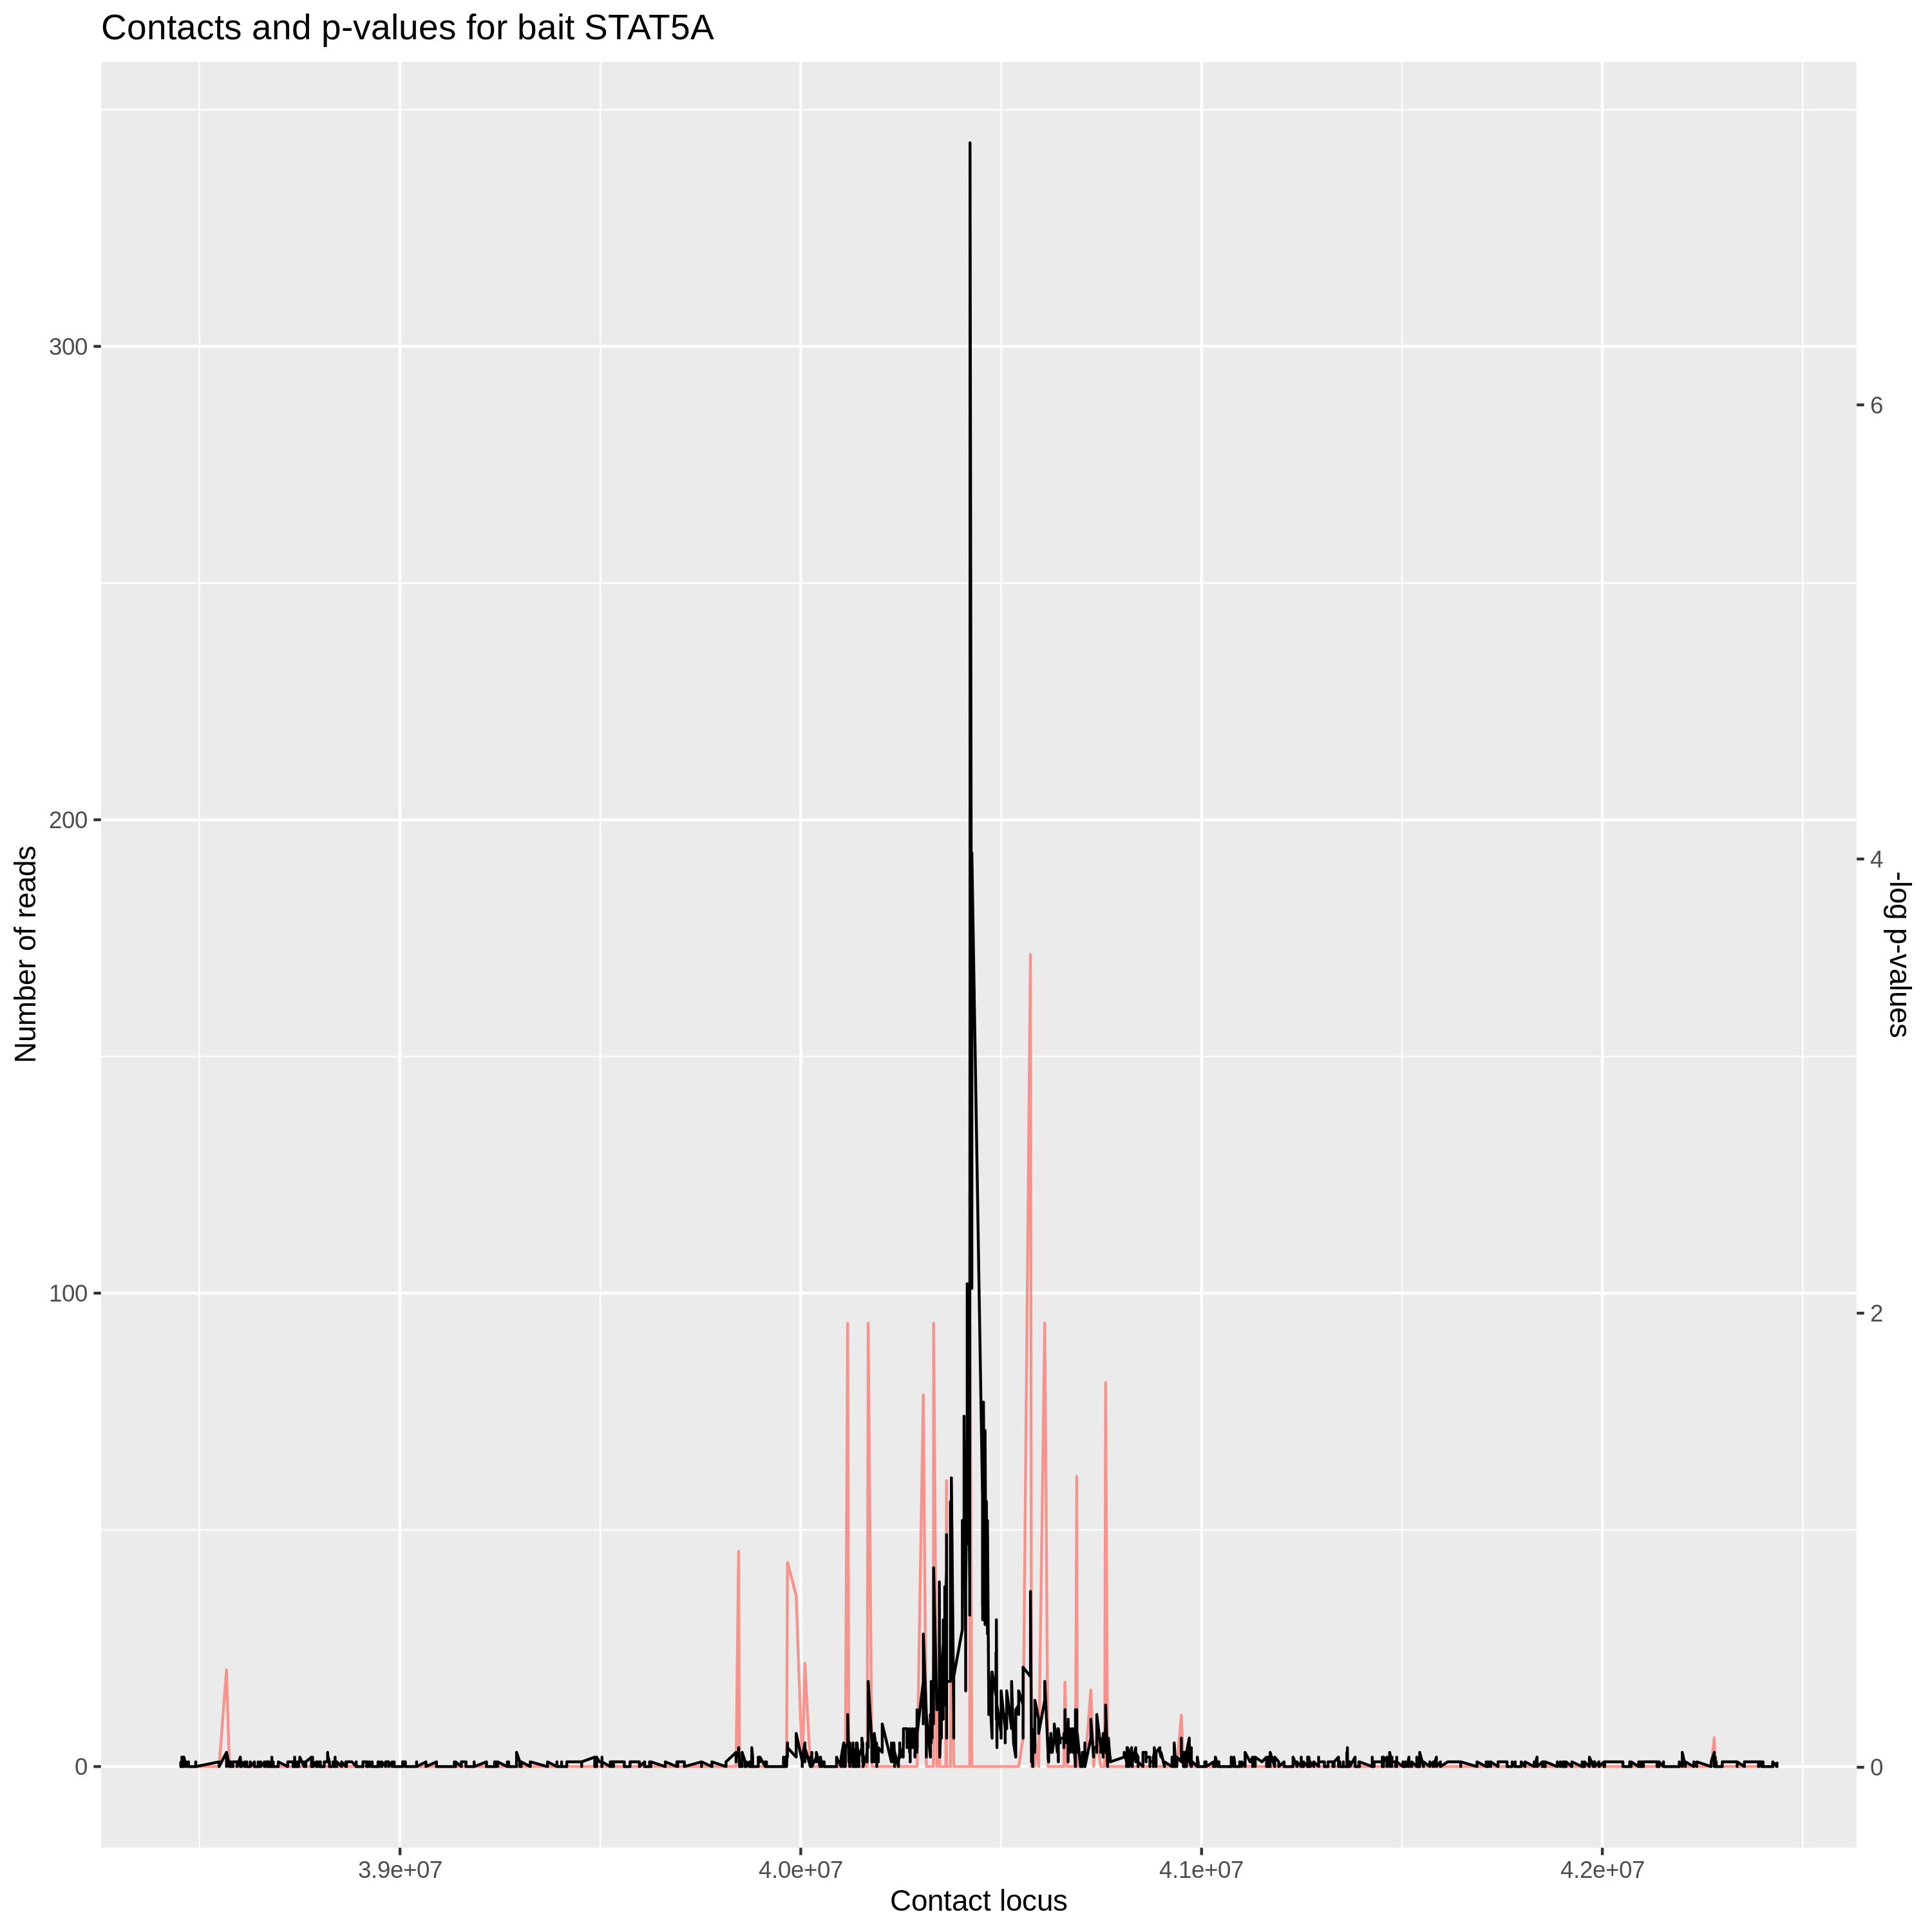 Contacts and p-values for bait STAT5A
Number of reads
300
200
100
0
6
4
2
0
-log p-values
3.9e+07
4.0e+07
4.1e+07
4.2e+07
Contact locus